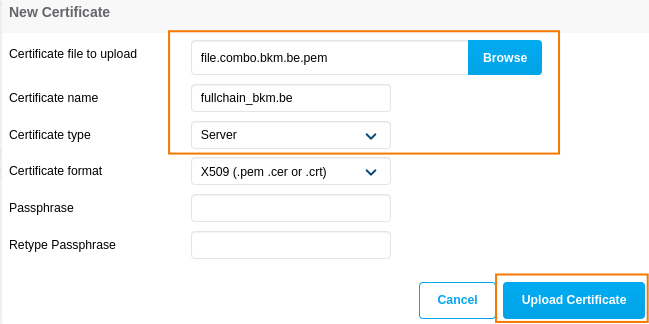 New Certificate
Certificate file to upload file.combo.bkm.be.pem Browse
Certificate name fullchain_bkm.be
Certificate type Server
Certificate format X509 (.pem .cer or .crt)
Passphrase
Retype Passphrase
Cancel Upload Certificate